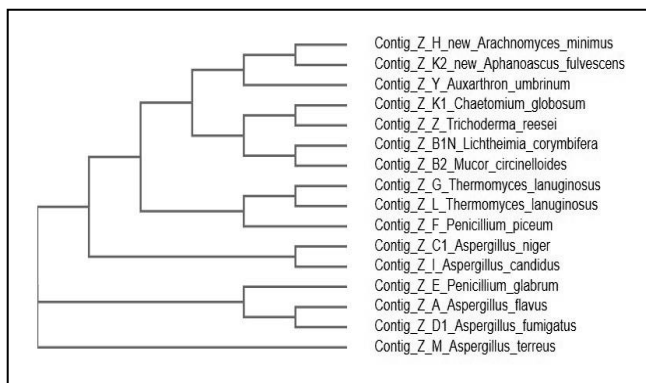 Contig_Z_H_new_Arachnomyces_minimus
Contig_Z_K2_new_Aphanoascus_fulvescens
Contig_Z_Y_Auxarthron_umbrinum
Contig_Z_K1_Chaetomium_globosum
Contig_Z_Z_Trichoderma_reesei
Contig_Z_B1N_Lichtheimia_corymbifera
Contig_Z_B2_Mucor_circinelloides
Contig_Z_G_Thermomyces_lanuginosus
Contig_Z_L_Thermomyces_lanuginosus
Contig_Z_F_Penicillium_piceum
Contig_Z_C1_Aspergillus_niger
Contig_Z_I_Aspergillus_candidus
Contig_Z_E_Penicillium_glabrum
Contig_Z_A_Aspergillus_flavus
Contig_Z_D1_Aspergillus_fumigatus
Contig_Z_M_Aspergillus_terreus